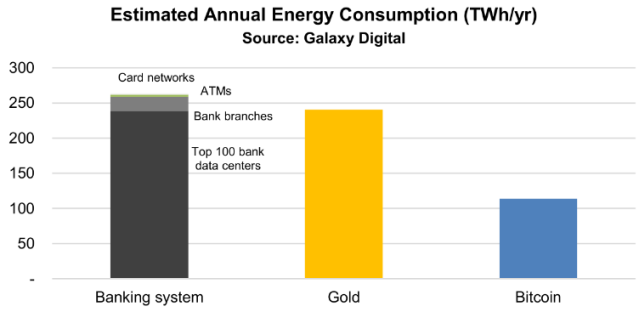 Estimated Annual Energy Consumption (TWh/yr)
Source: Galaxy Digital
300
250
200
150
100
50
-
Card networks
ATMs
Bank branches
Top 100 bank
data centers
Banking system
Gold
Bitcoin